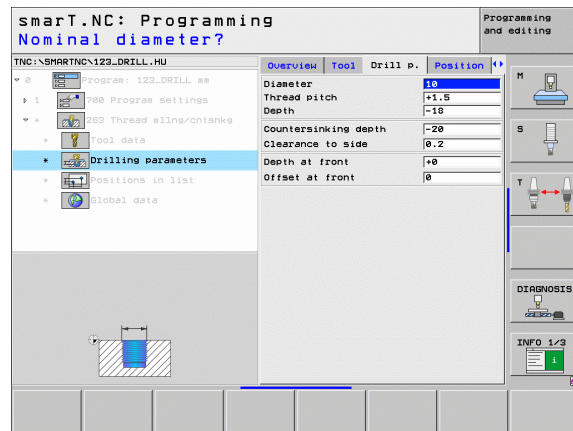 smarT.NC: Programming
Nominal diameter?
Programming
and editing
TNC:\SMARTNC\123_DRILL.HU
0 Program: 123_DRILL mm
1 700 Program settings
* 263 Thread mllng/cntsnkg
* Tool data
* Drilling parameters
* Positions in list
* Global data
Overview Tool Drill p. Position
Diameter 10
Thread pitch +1.5
Depth -18
Countersinking depth -20
Clearance to side 0.2
Depth at front +0
Offset at front 0
M
S
T
DIAGNOSIS
INFO 1/3